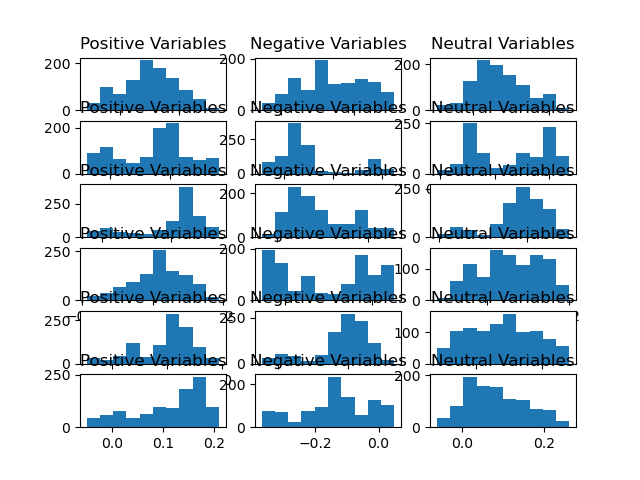 Positive Variables Negative Variables Neutral Variables
200 200 200
0 0 0
Positive Variables Negative Variables Neutral Variables
200 250 250
0 0 0
Positive Variables Negative Variables Neutral Variables
250 200 250
0 0 0
Positive Variables Negative Variables Neutral Variables
250 200 100
0 0 0
Positive Variables Negative Variables Neutral Variables
250 250 100
0 0 0
Positive Variables Negative Variables Neutral Variables
250 200 200
0 0 0
0.0 0.1 0.2 −0.2 0.0 0.0 0.2